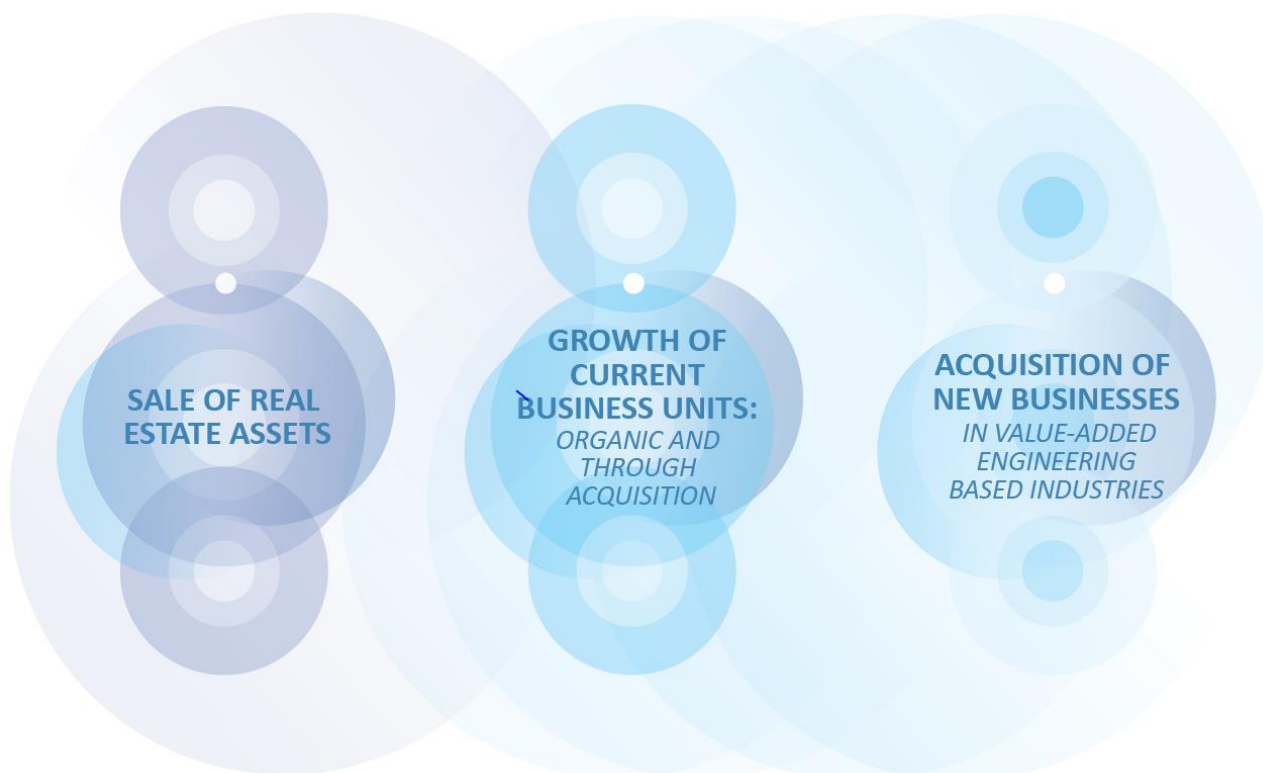 SALE OF REAL
ESTATE ASSETS
GROWTH OF
CURRENT
BUSINESS UNITS:
ORGANIC AND
THROUGH
ACQUISITION
ACQUISITION OF
NEW BUSINESSES
IN VALUE-ADDED
ENGINEERING
BASED INDUSTRIES